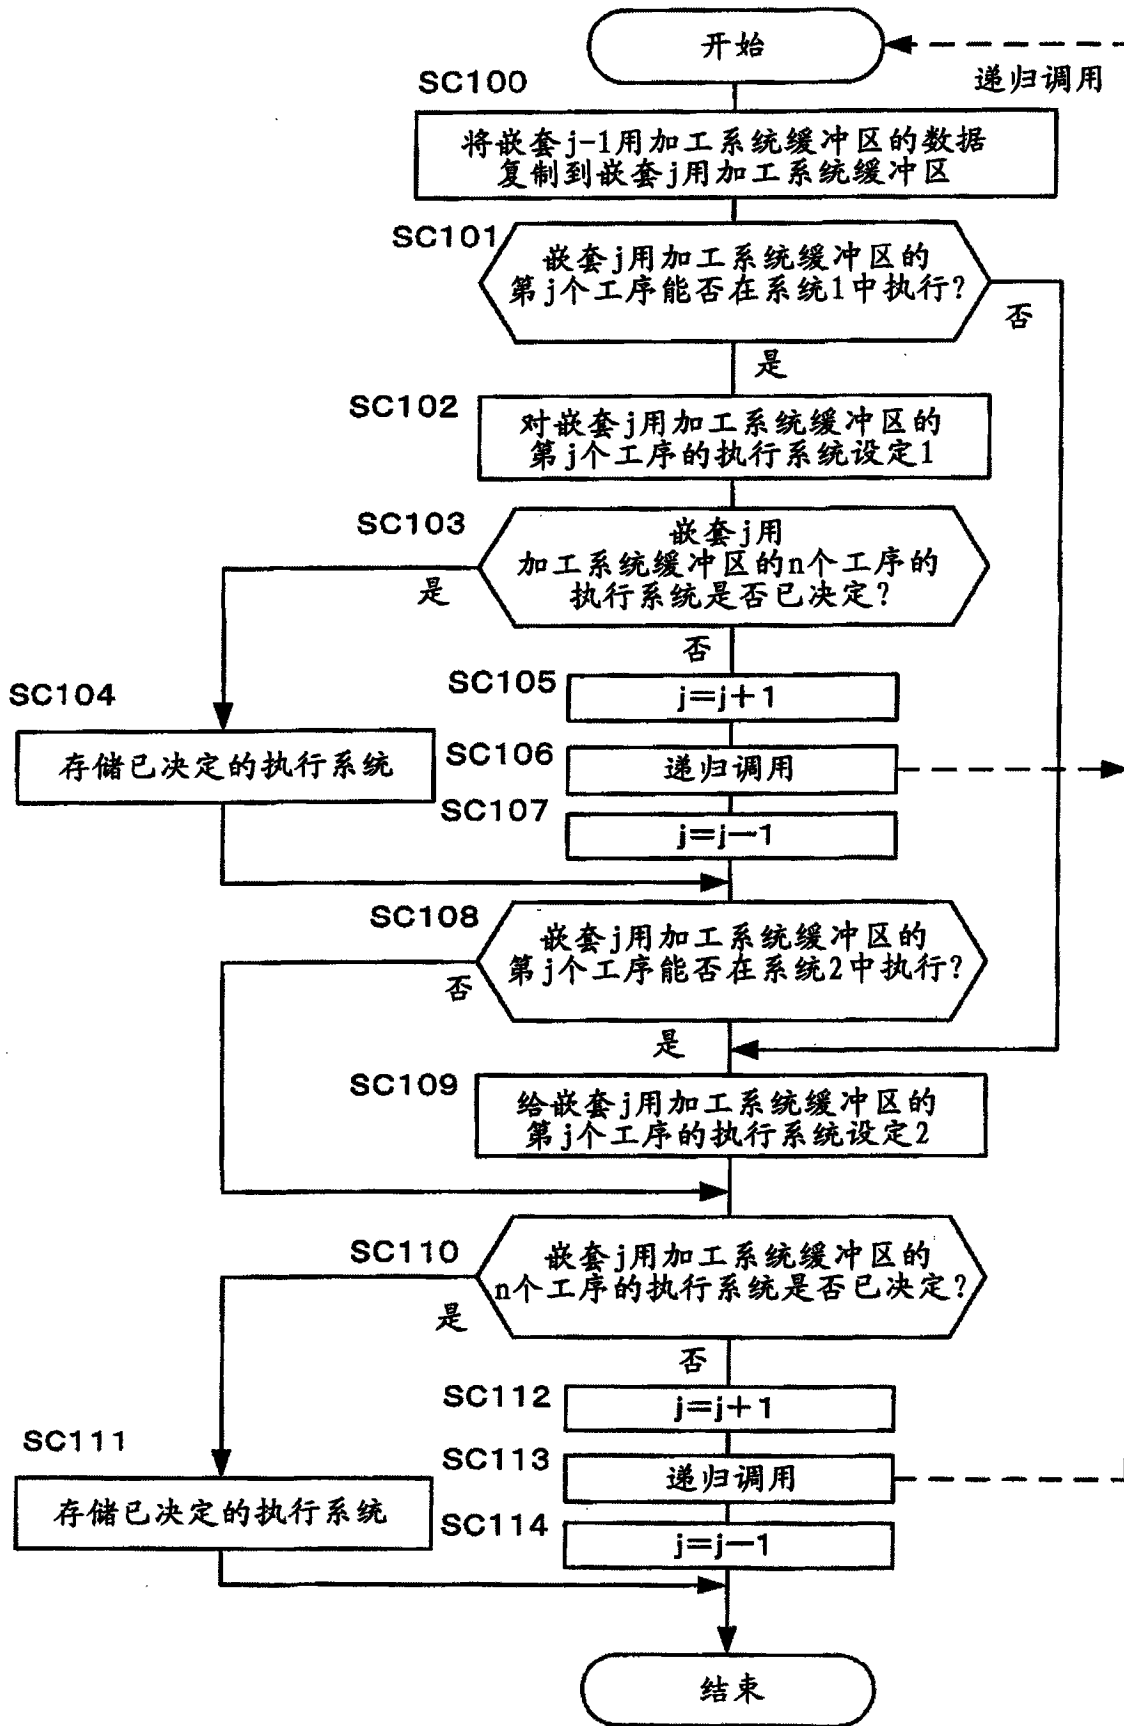 开始
递归调用
SC100
将嵌套j-1用加工系统缓冲区的数据
复制到嵌套j用加工系统缓冲区
SC101
嵌套j用加工系统缓冲区的
第j个工序能否在系统1中执行?
否
是
SC102
对嵌套j用加工系统缓冲区的
第j个工序的执行系统设定1
SC103
嵌套j用
加工系统缓冲区的n个工序的
执行系统是否已决定?
是
否
SC104
存储已决定的执行系统
SC105
j=j+1
SC106
递归调用
SC107
j=j-1
SC108
嵌套j用加工系统缓冲区的
第j个工序能否在系统2中执行?
否
是
SC109
给嵌套j用加工系统缓冲区的
第j个工序的执行系统设定2
SC110
嵌套j用加工系统缓冲区的
n个工序的执行系统是否已决定?
是
否
SC112
j=j+1
SC111
存储已决定的执行系统
SC113
递归调用
SC114
j=j-1
结束